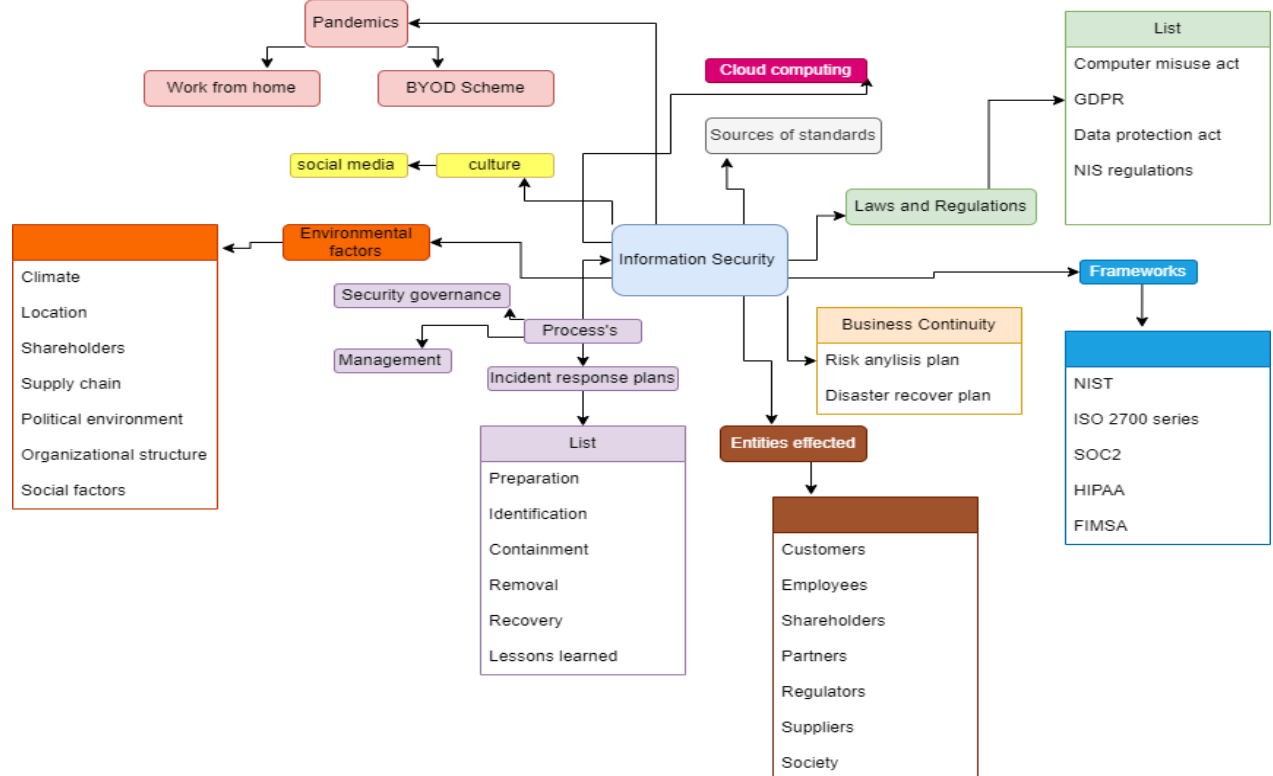 Pandemics
Work from home
BYOD Scheme
Cloud computing
Sources of standards
List
Computer misuse act
GDPR
Data protection act
NIS regulations
social media
culture
Laws and Regulations
Environmental
factors
Climate
Location
Shareholders
Supply chain
Political environment
Organizational structure
Social factors
Information Security
Security governance
Process's
Management
Incident response plans
List
Preparation
Identification
Containment
Removal
Recovery
Lessons learned
Business Continuity
Risk anylisis plan
Disaster recover plan
Entities effected
Customers
Employees
Shareholders
Partners
Regulators
Suppliers
Society
Frameworks
NIST
ISO 2700 series
SOC2
HIPAA
FIMSA